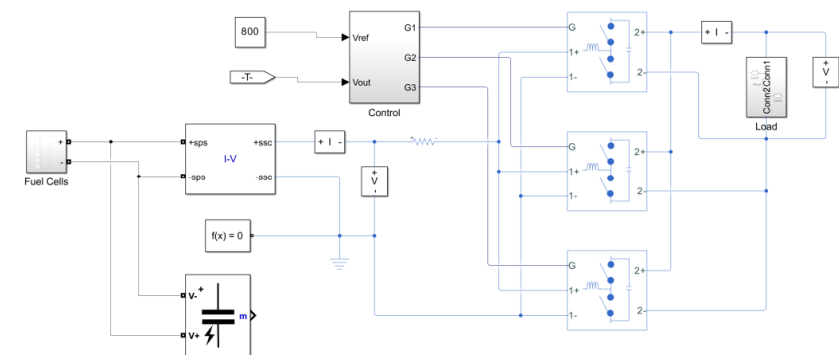 800
Vref
G1
G
1+
1-
2+
2-
+ I -
+
V
-
-T-
Vout
G2
G3
Control
Conn2Conn1
Load
+
-
Fuel Cells
+sps
-sps
I-V
+ssc
-ssc
+ I -
+
V
-
+ -
G
1+
1-
2+
2-
f(x) = 0
G
1+
1-
2+
2-
V-
+
m
V+